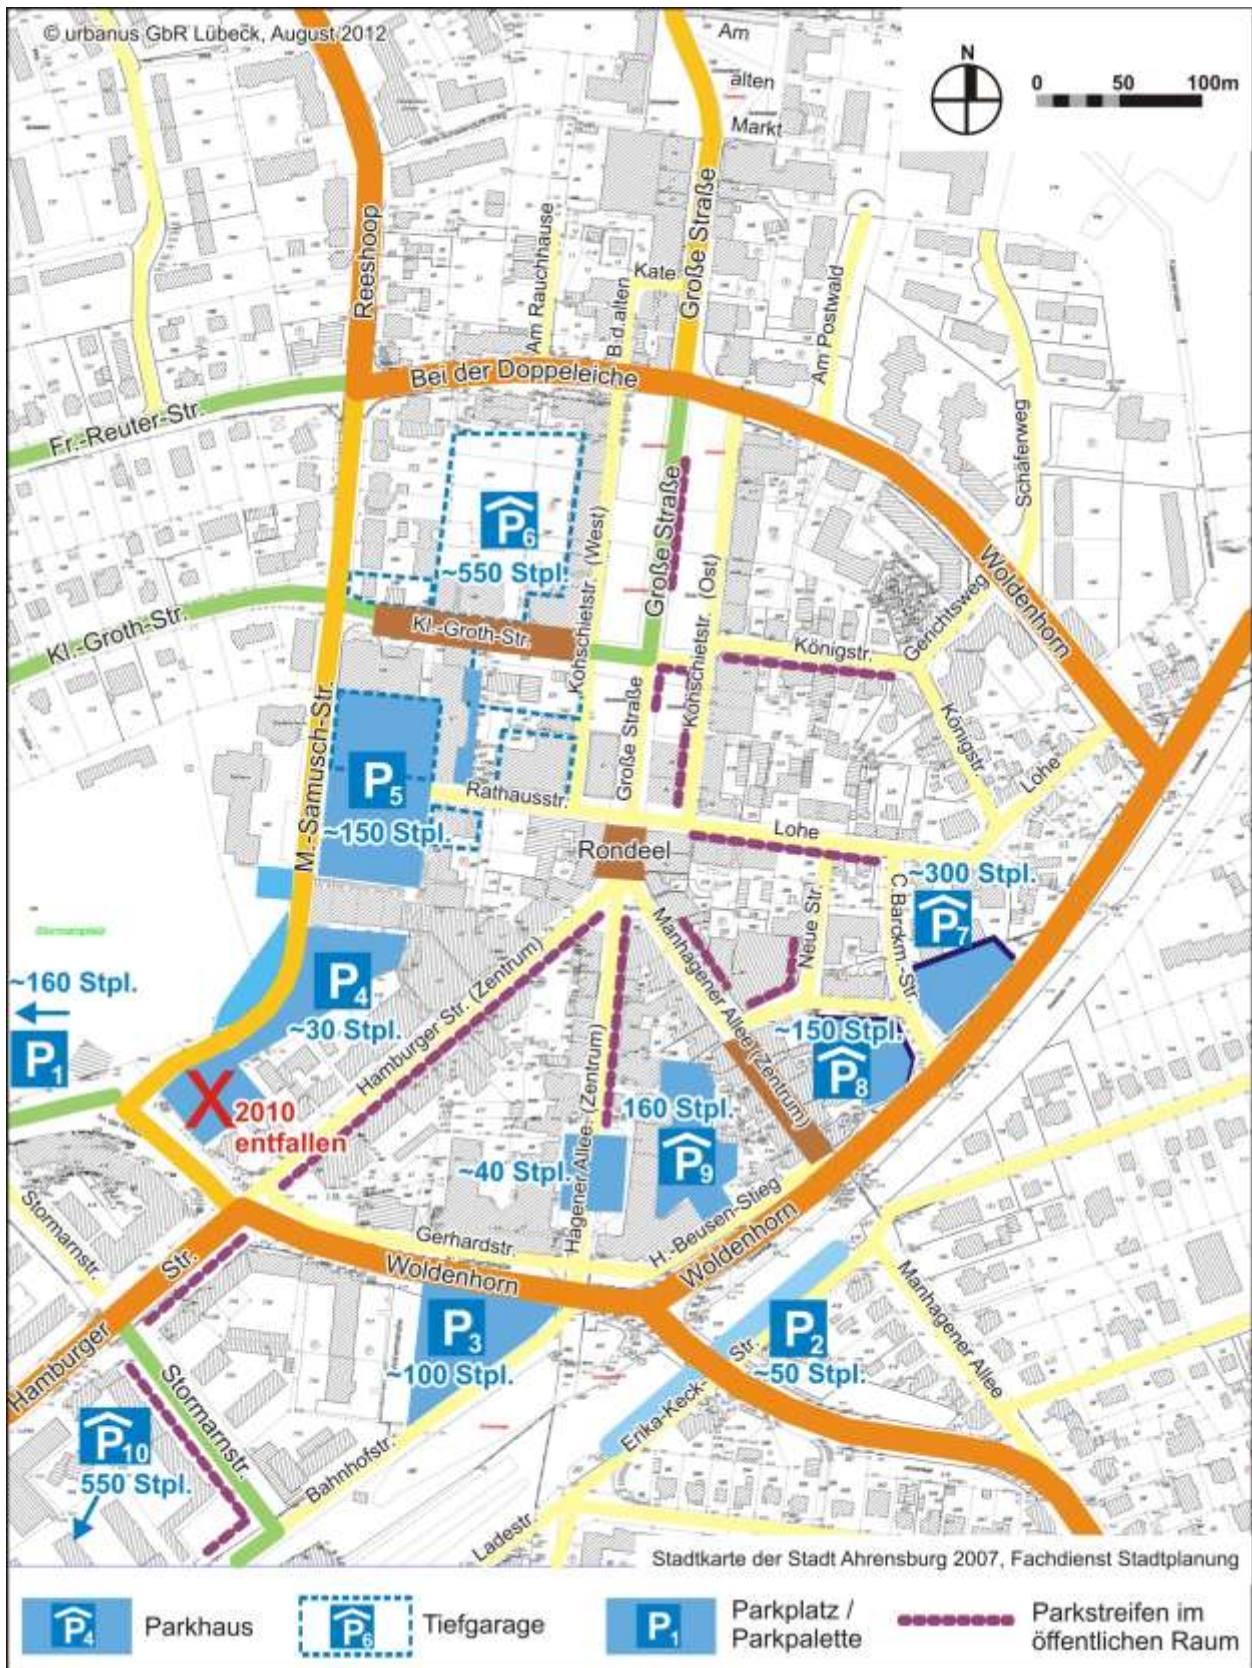 © urbanus GbR Lübeck, August 2012
Am
alten
Markt
N
0 50 100m
Reeshoop
Am Rauchhause
B.d.alten
Kate
Große Straße
Am Postwald
Schäferweg
Fr.-Reuter-Str.
Bei der Doppeleiche
Woldenhorn
P6
~550 Stpl.
Große Straße
(West)
(Ost)
Kl.-Groth-Str.
Kl.-Groth-Str.
Königstr.
Gerichtsweg
Königstr.
Große Straße
M.-Samusch-Str.
P5
~150 Stpl.
Rathausstr.
Lohe
Lohe
Rondeel
~300 Stpl.
P7
C.Barckm.-Str.
Neue Str.
Manhagener Allee (Zentrum)
~160 Stpl.
P1
P4
~30 Stpl.
Hamburger Str. (Zentrum)
~150 Stpl.
P8
X 2010
entfallen
160 Stpl.
P9
~40 Stpl.
Hagener Allee (Zentrum)
Stormarnstr.
Gerhardstr.
H.-Beusen-Stieg
Woldenhorn
Woldenhorn
Hamburger Str.
P3
~100 Stpl.
P2
~50 Stpl.
Manhagener Allee
Erika-Keck-Str.
Stormarnstr.
P10
550 Stpl.
Bahnhofstr.
Ladestr.
Stadtkarte der Stadt Ahrensburg 2007, Fachdienst Stadtplanung
P4 Parkhaus
P6 Tiefgarage
P1 Parkplatz /
Parkpalette
Parkstreifen im
öffentlichen Raum